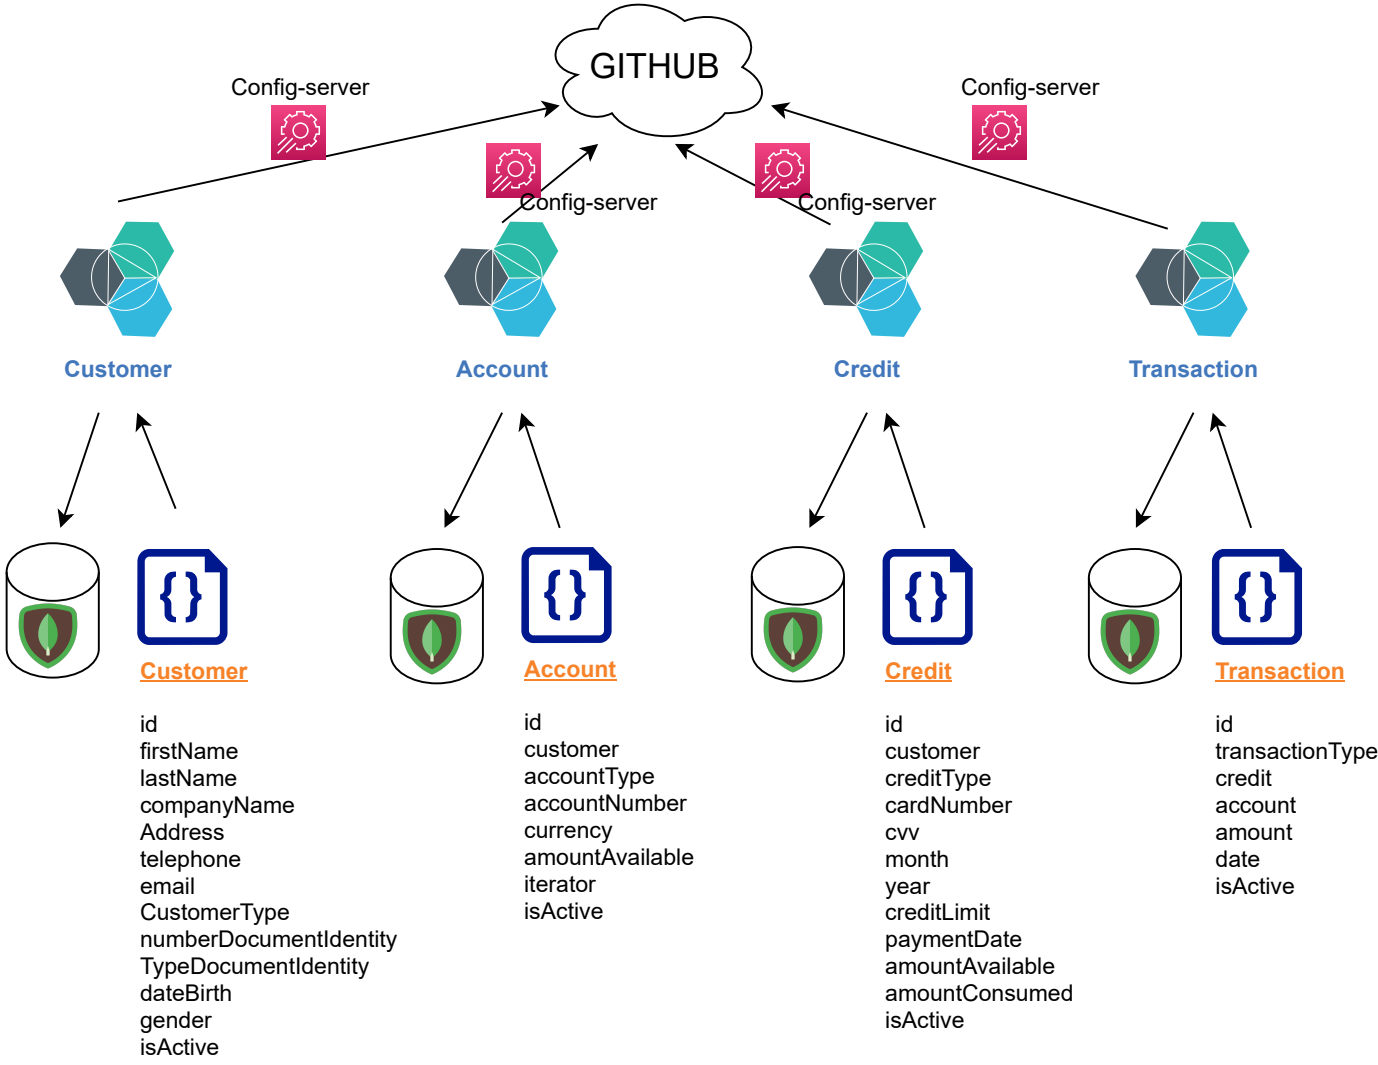 GITHUB
Config-server
Config-server
Config-server
Config-server
Customer
Account
Credit
Transaction
{}
{}
{}
{}
Customer
id
firstName
lastName
companyName
Address
telephone
email
CustomerType
numberDocumentIdentity
TypeDocumentIdentity
dateBirth
gender
isActive
Account
id
customer
accountType
accountNumber
currency
amountAvailable
iterator
isActive
Credit
id
customer
creditType
cardNumber
cvv
month
year
creditLimit
paymentDate
amountAvailable
amountConsumed
isActive
Transaction
id
transactionType
credit
account
amount
date
isActive